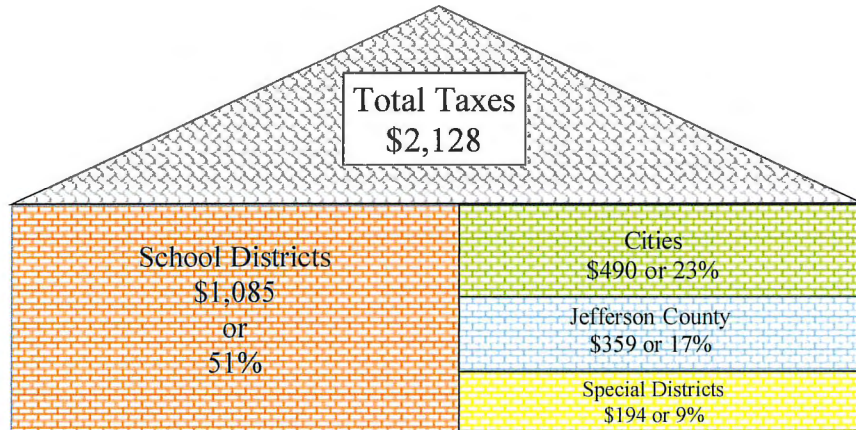 Total Taxes
$2,128
School Districts
$1,085
or
51%
Cities
$490 or 23%
Jefferson County
$359 or 17%
Special Districts
$194 or 9%